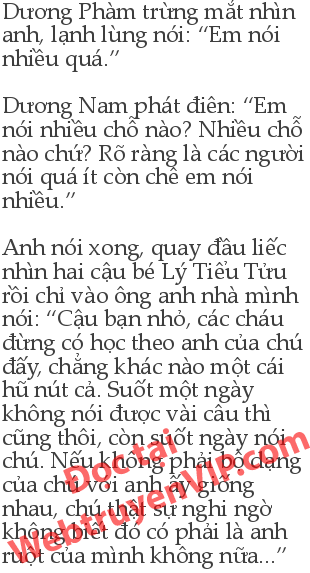 Dương Phàm trừng mắt nhìn
anh, lạnh lùng nói: “Em nói
nhiều quá.”
Dương Nam phát điên: “Em
nói nhiều chỗ nào? Nhiều chỗ
nào chứ? Rõ ràng là các người
nói quá ít còn chê em nói
nhiều.”
Anh nói xong, quay đầu liếc
nhìn hai cậu bé Lý Tiểu Tửu
rồi chỉ vào ông anh nhà mình
nói: “Cậu bạn nhỏ, các cháu
đừng có học theo anh của chú
đấy, chẳng khác nào một cái
hũ nút cả. Suốt một ngày
không nói được vài câu thì
cũng thôi, còn suốt ngày nói
chú. Nếu không phải bộ dạng
của chú với anh ấy giống
nhau, chú thật sự nghi ngờ
không biết đó có phải là anh
ruột của mình không nữa...”
Đọc tại
WebtruyenVIP.com